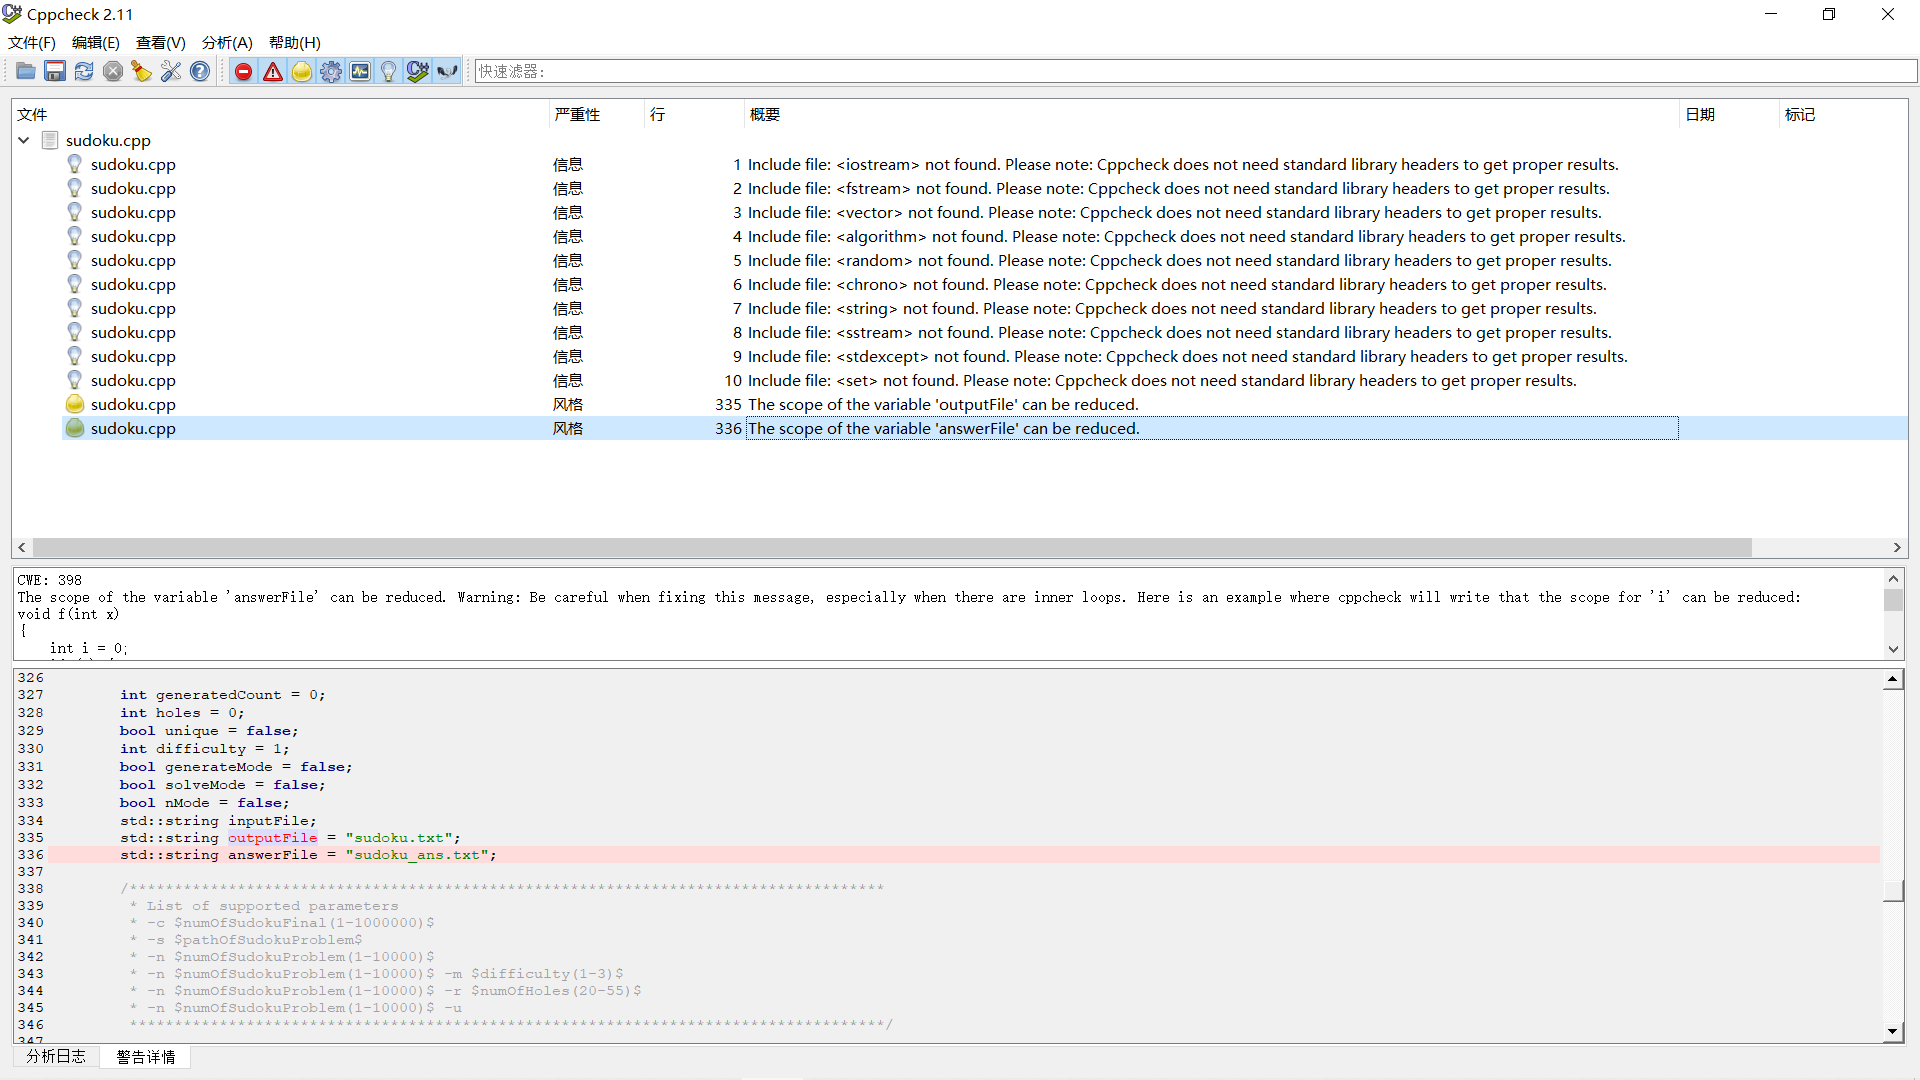 Cppcheck 2.11
文件(F) 编辑(E) 查看(V) 分析(A) 帮助(H)
快速滤器：
文件 严重性 行 概要 日期 标记
sudoku.cpp
sudoku.cpp 信息 1 Include file: <iostream> not found. Please note: Cppcheck does not need standard library headers to get proper results.
sudoku.cpp 信息 2 Include file: <fstream> not found. Please note: Cppcheck does not need standard library headers to get proper results.
sudoku.cpp 信息 3 Include file: <vector> not found. Please note: Cppcheck does not need standard library headers to get proper results.
sudoku.cpp 信息 4 Include file: <algorithm> not found. Please note: Cppcheck does not need standard library headers to get proper results.
sudoku.cpp 信息 5 Include file: <random> not found. Please note: Cppcheck does not need standard library headers to get proper results.
sudoku.cpp 信息 6 Include file: <chrono> not found. Please note: Cppcheck does not need standard library headers to get proper results.
sudoku.cpp 信息 7 Include file: <string> not found. Please note: Cppcheck does not need standard library headers to get proper results.
sudoku.cpp 信息 8 Include file: <sstream> not found. Please note: Cppcheck does not need standard library headers to get proper results.
sudoku.cpp 信息 9 Include file: <stdexcept> not found. Please note: Cppcheck does not need standard library headers to get proper results.
sudoku.cpp 信息 10 Include file: <set> not found. Please note: Cppcheck does not need standard library headers to get proper results.
sudoku.cpp 风格 335 The scope of the variable 'outputFile' can be reduced.
sudoku.cpp 风格 336 The scope of the variable 'answerFile' can be reduced.
CWE: 398
The scope of the variable 'answerFile' can be reduced. Warning: Be careful when fixing this message, especially when there are inner loops. Here is an example where cppcheck will write that the scope for 'i' can be reduced:
void f(int x)
{
    int i = 0;
326
327 int generatedCount = 0;
328 int holes = 0;
329 bool unique = false;
330 int difficulty = 1;
331 bool generateMode = false;
332 bool solveMode = false;
333 bool nMode = false;
334 std::string inputFile;
335 std::string outputFile = "sudoku.txt";
336 std::string answerFile = "sudoku_ans.txt";
337
338 /************************************************************************************
339 * List of supported parameters
340 * -c $numOfSudokuFinal(1-1000000)$
341 * -s $pathOfSudokuProblem$
342 * -n $numOfSudokuProblem(1-10000)$
343 * -n $numOfSudokuProblem(1-10000)$ -m $difficulty(1-3)$
344 * -n $numOfSudokuProblem(1-10000)$ -r $numOfHoles(20-55)$
345 * -n $numOfSudokuProblem(1-10000)$ -u
346 ************************************************************************************/
347
分析日志 警告详情